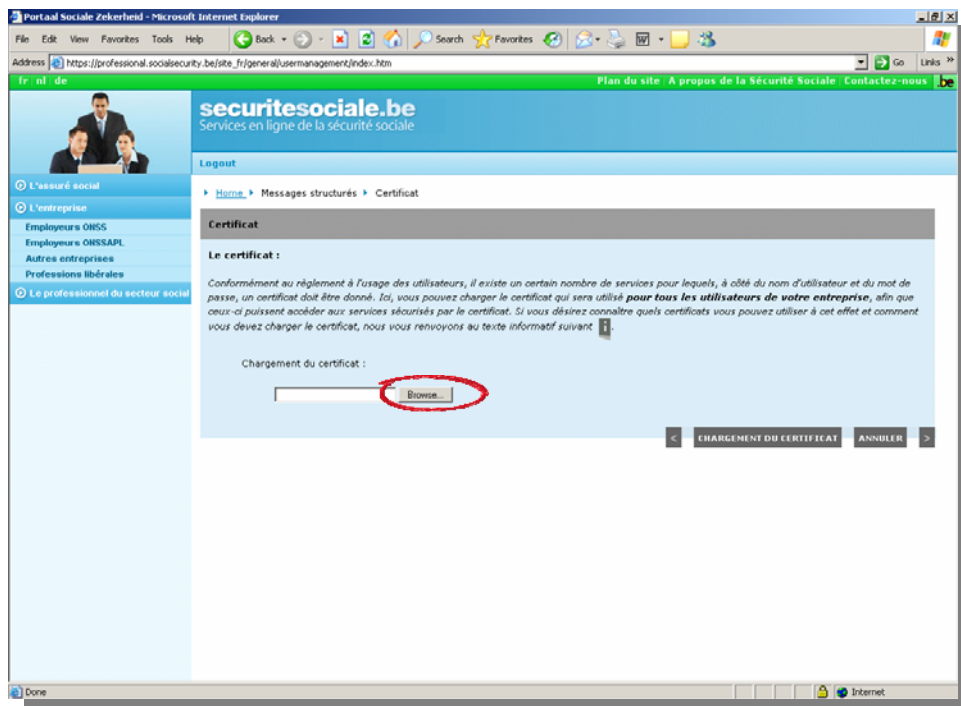 Portaal Sociale Zekerheid - Microsoft Internet Explorer
File Edit View Favorites Tools Help Back Search Favorites
Address https://professional.socialsecurity.be/site_fr/general/usermanagement/index.htm Go Links »
fr nl de Plan du site A propos de la Sécurité Sociale Contactez-nous .be
securitesociale.be
Services en ligne de la sécurité sociale
Logout
L'assuré social
L'entreprise
Employeurs ONSS
Employeurs ONSSAPL
Autres entreprises
Professions libérales
Le professionnel du secteur social
Home Messages structurés Certificat
Certificat
Le certificat :
Conformément au règlement à l'usage des utilisateurs, il existe un certain nombre de services pour lequels, à côté du nom d'utilisateur et du mot de
passe, un certificat doit être donné. Ici, vous pouvez charger le certificat qui sera utilisé pour tous les utilisateurs de votre entreprise, afin que
ceux-ci puissent accéder aux services sécurisés par le certificat. Si vous désirez connaître quels certificats vous pouvez utiliser à cet effet et comment
vous devez charger le certificat, nous vous renvoyons au texte informatif suivant i .
Chargement du certificat :
Browse...
< CHARGEMENT DU CERTIFICAT ANNULER >
Done Internet